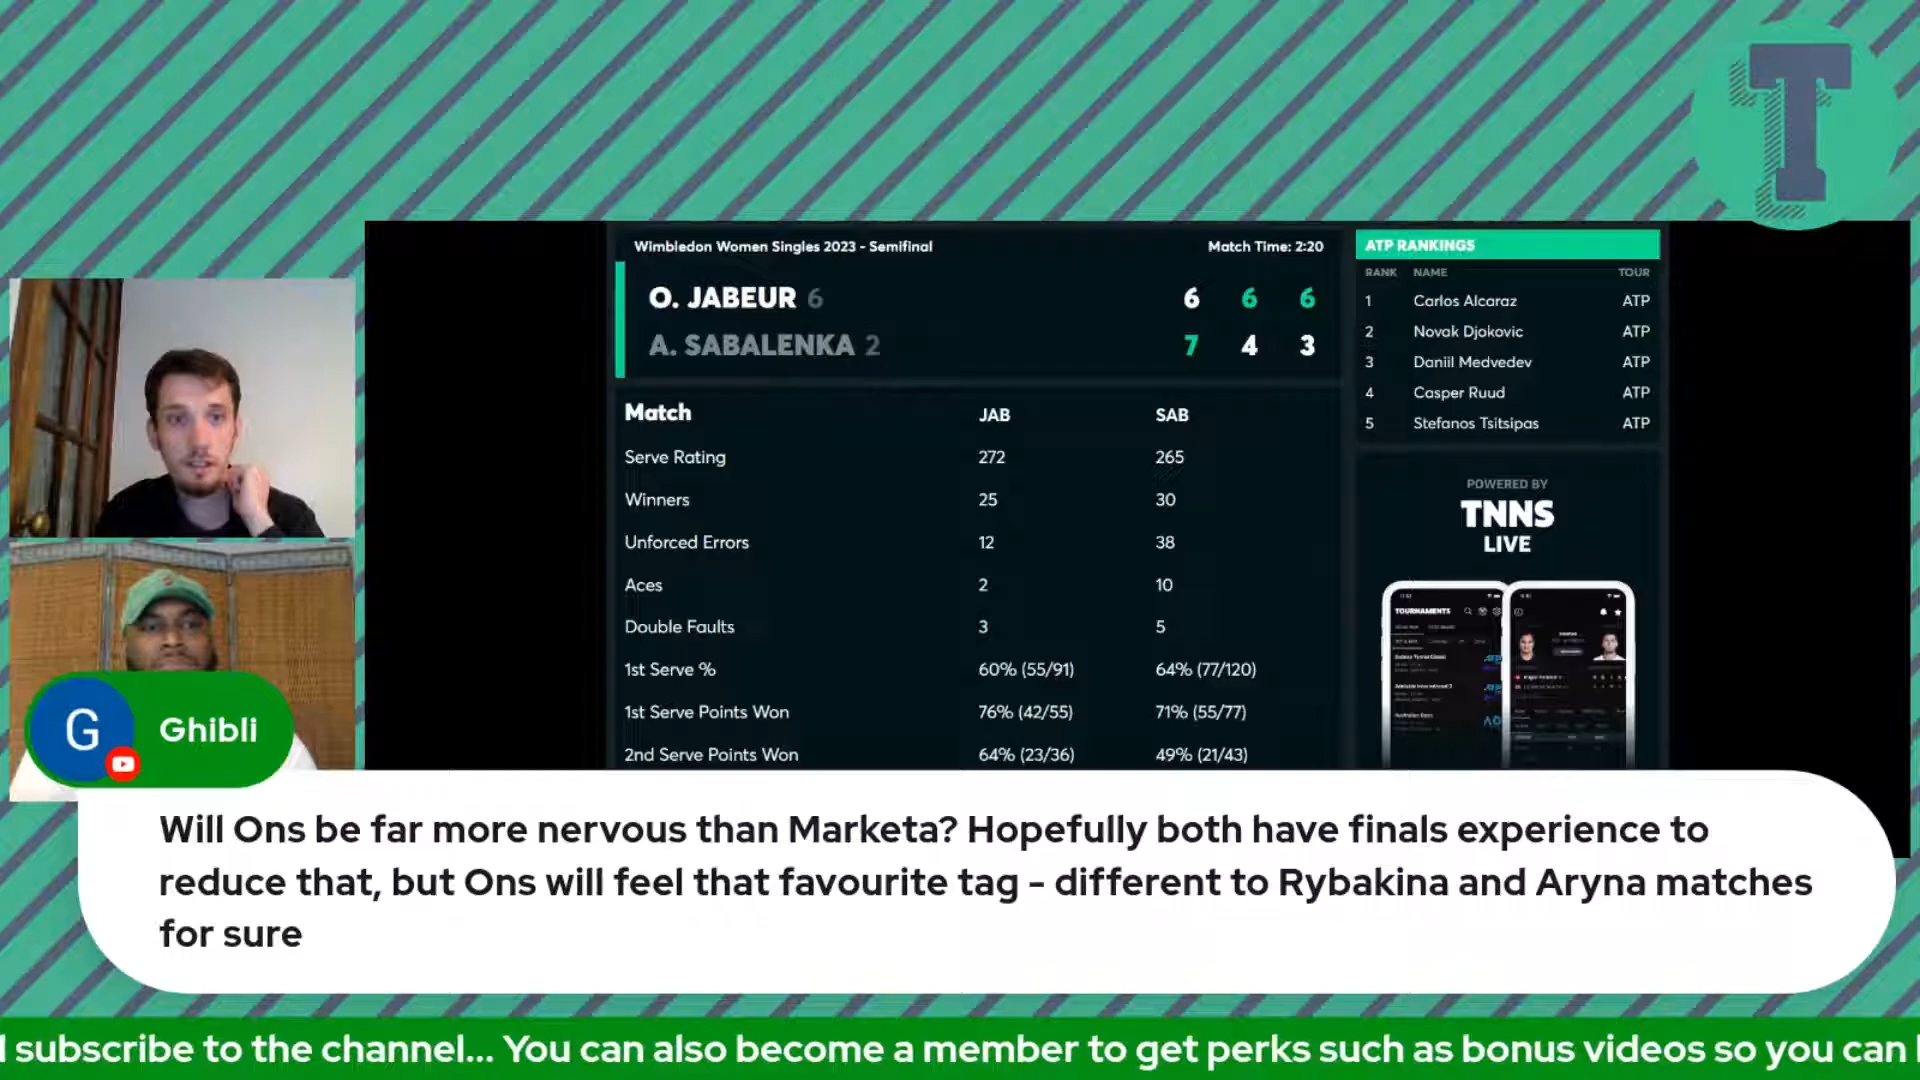 T
Wimbledon Women Singles 2023 - Semifinal Match Time: 2:20
O. JABEUR 6 6 6 6
A. SABALENKA 2 7 4 3
Match JAB SAB
Serve Rating 272 265
Winners 25 30
Unforced Errors 12 38
Aces 2 10
Double Faults 3 5
1st Serve % 60% (55/91) 64% (77/120)
1st Serve Points Won 76% (42/55) 71% (55/77)
2nd Serve Points Won 64% (23/36) 49% (21/43)
ATP RANKINGS
RANK NAME TOUR
1 Carlos Alcaraz ATP
2 Novak Djokovic ATP
3 Daniil Medvedev ATP
4 Casper Ruud ATP
5 Stefanos Tsitsipas ATP
POWERED BY
TNNS
LIVE
TOURNAMENTS
G Ghibli
Will Ons be far more nervous than Marketa? Hopefully both have finals experience to
reduce that, but Ons will feel that favourite tag - different to Rybakina and Aryna matches
for sure
subscribe to the channel... You can also become a member to get perks such as bonus videos so you can